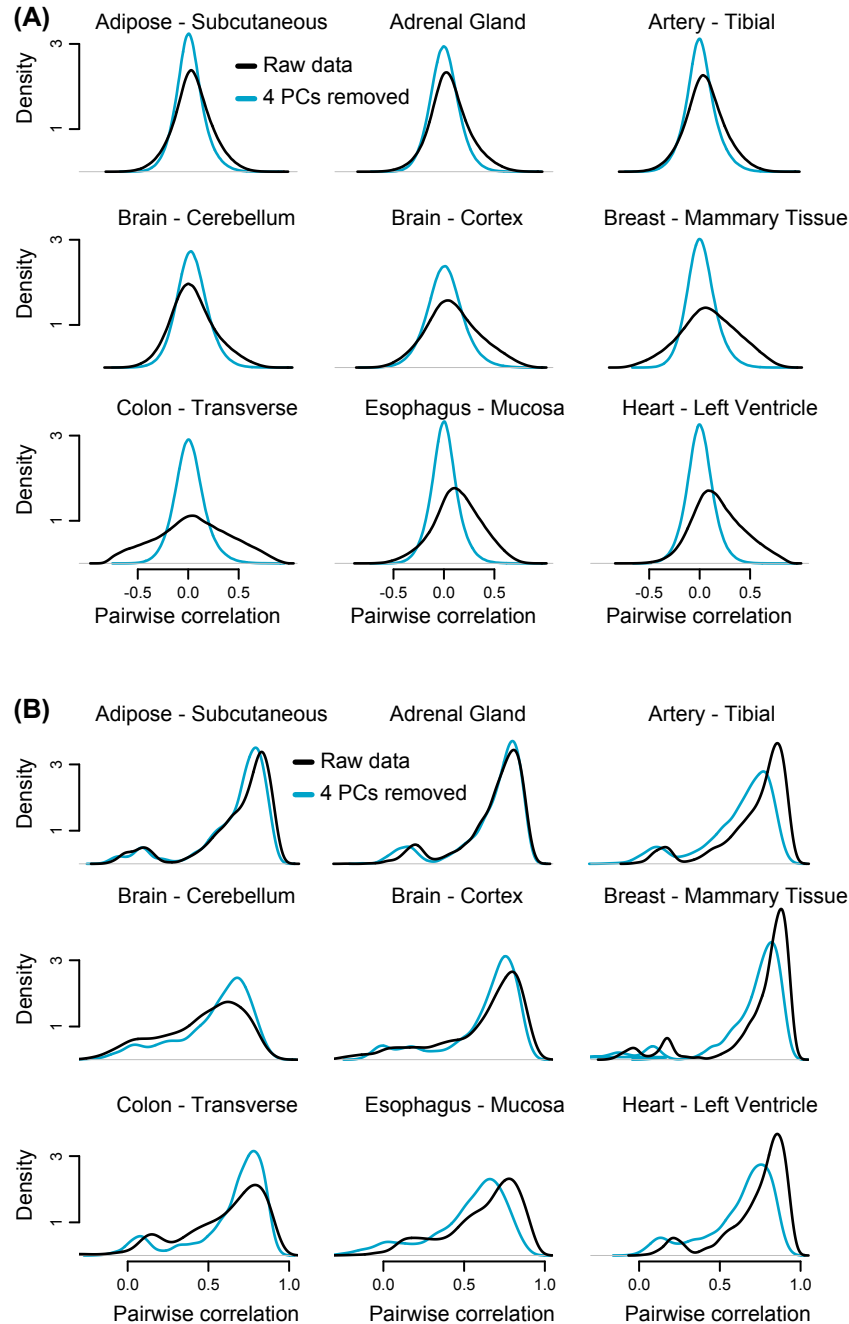 (A)
Adipose - Subcutaneous Adrenal Gland Artery - Tibial
Raw data
4 PCs removed
Density
3
1
Brain - Cerebellum Brain - Cortex Breast - Mammary Tissue
Density
3
1
Colon - Transverse Esophagus - Mucosa Heart - Left Ventricle
Density
3
1
-0.5 0.0 0.5 -0.5 0.0 0.5 -0.5 0.0 0.5
Pairwise correlation Pairwise correlation Pairwise correlation
(B)
Adipose - Subcutaneous Adrenal Gland Artery - Tibial
Raw data
4 PCs removed
Density
3
1
Brain - Cerebellum Brain - Cortex Breast - Mammary Tissue
Density
3
1
Colon - Transverse Esophagus - Mucosa Heart - Left Ventricle
Density
3
1
0.0 0.5 1.0 0.0 0.5 1.0 0.0 0.5 1.0
Pairwise correlation Pairwise correlation Pairwise correlation